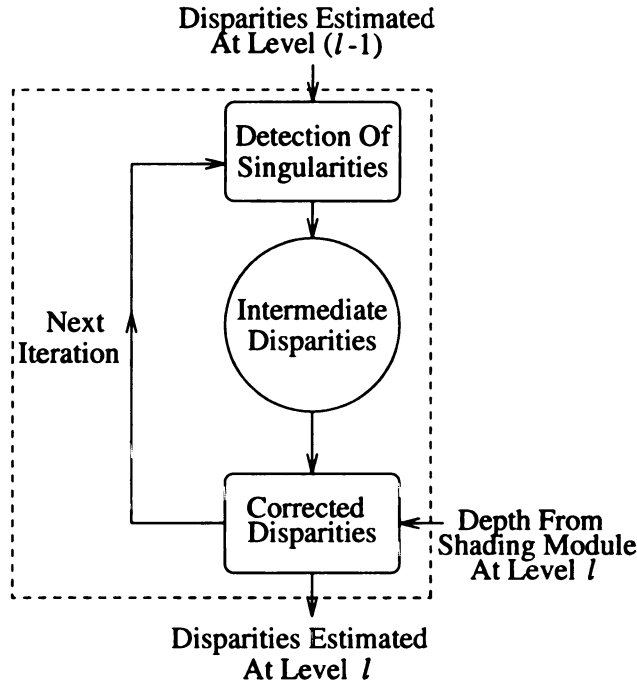 Disparities Estimated
At Level (l-1)
Detection Of
Singularities
Intermediate
Disparities
Next
Iteration
Corrected
Disparities
Depth From
Shading Module
At Level l
Disparities Estimated
At Level l